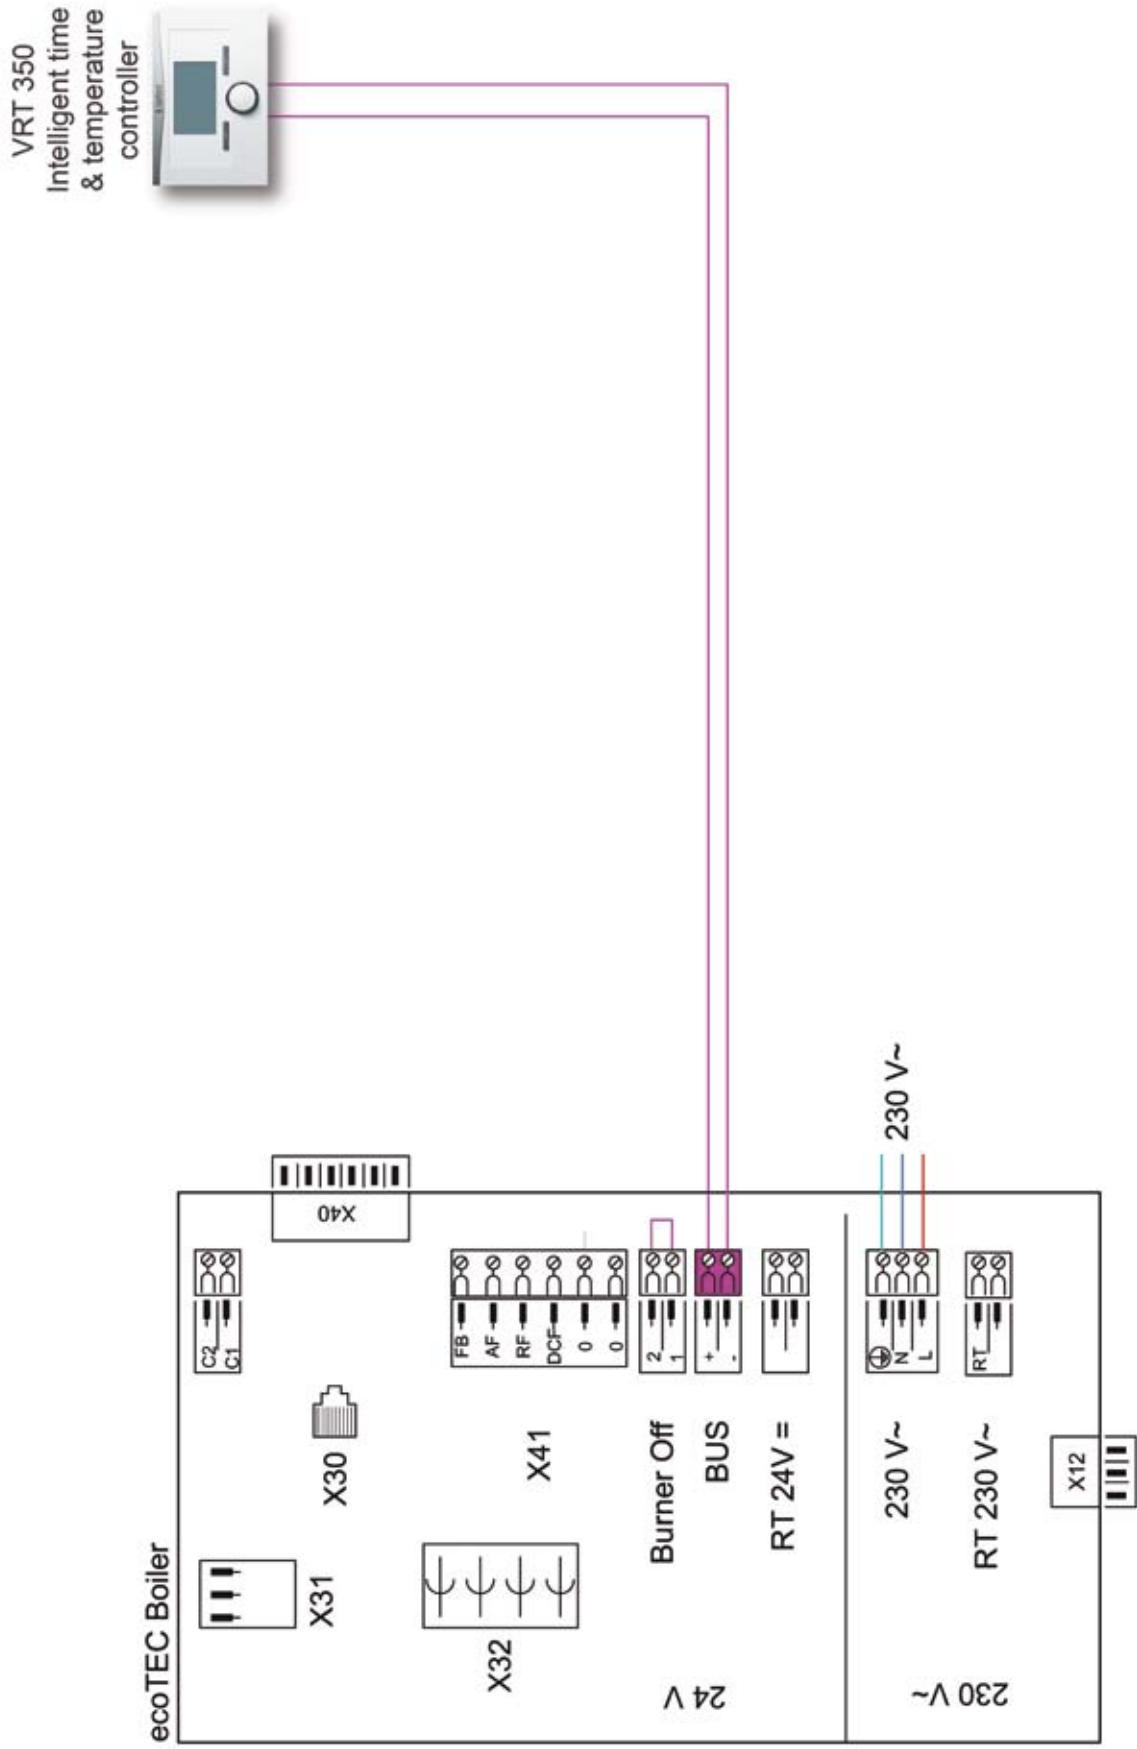 VRT 350
Intelligent time
& temperature
controller
ecoTEC Boiler
X31
X30
C2
C1
X40
X32
X41
FB
AF
RF
DCF
0
0
Burner Off
2
1
BUS
+
-
RT 24V =
24 V
230 V~
230 V~
N
L
230 V~
RT 230 V~
RT
X12